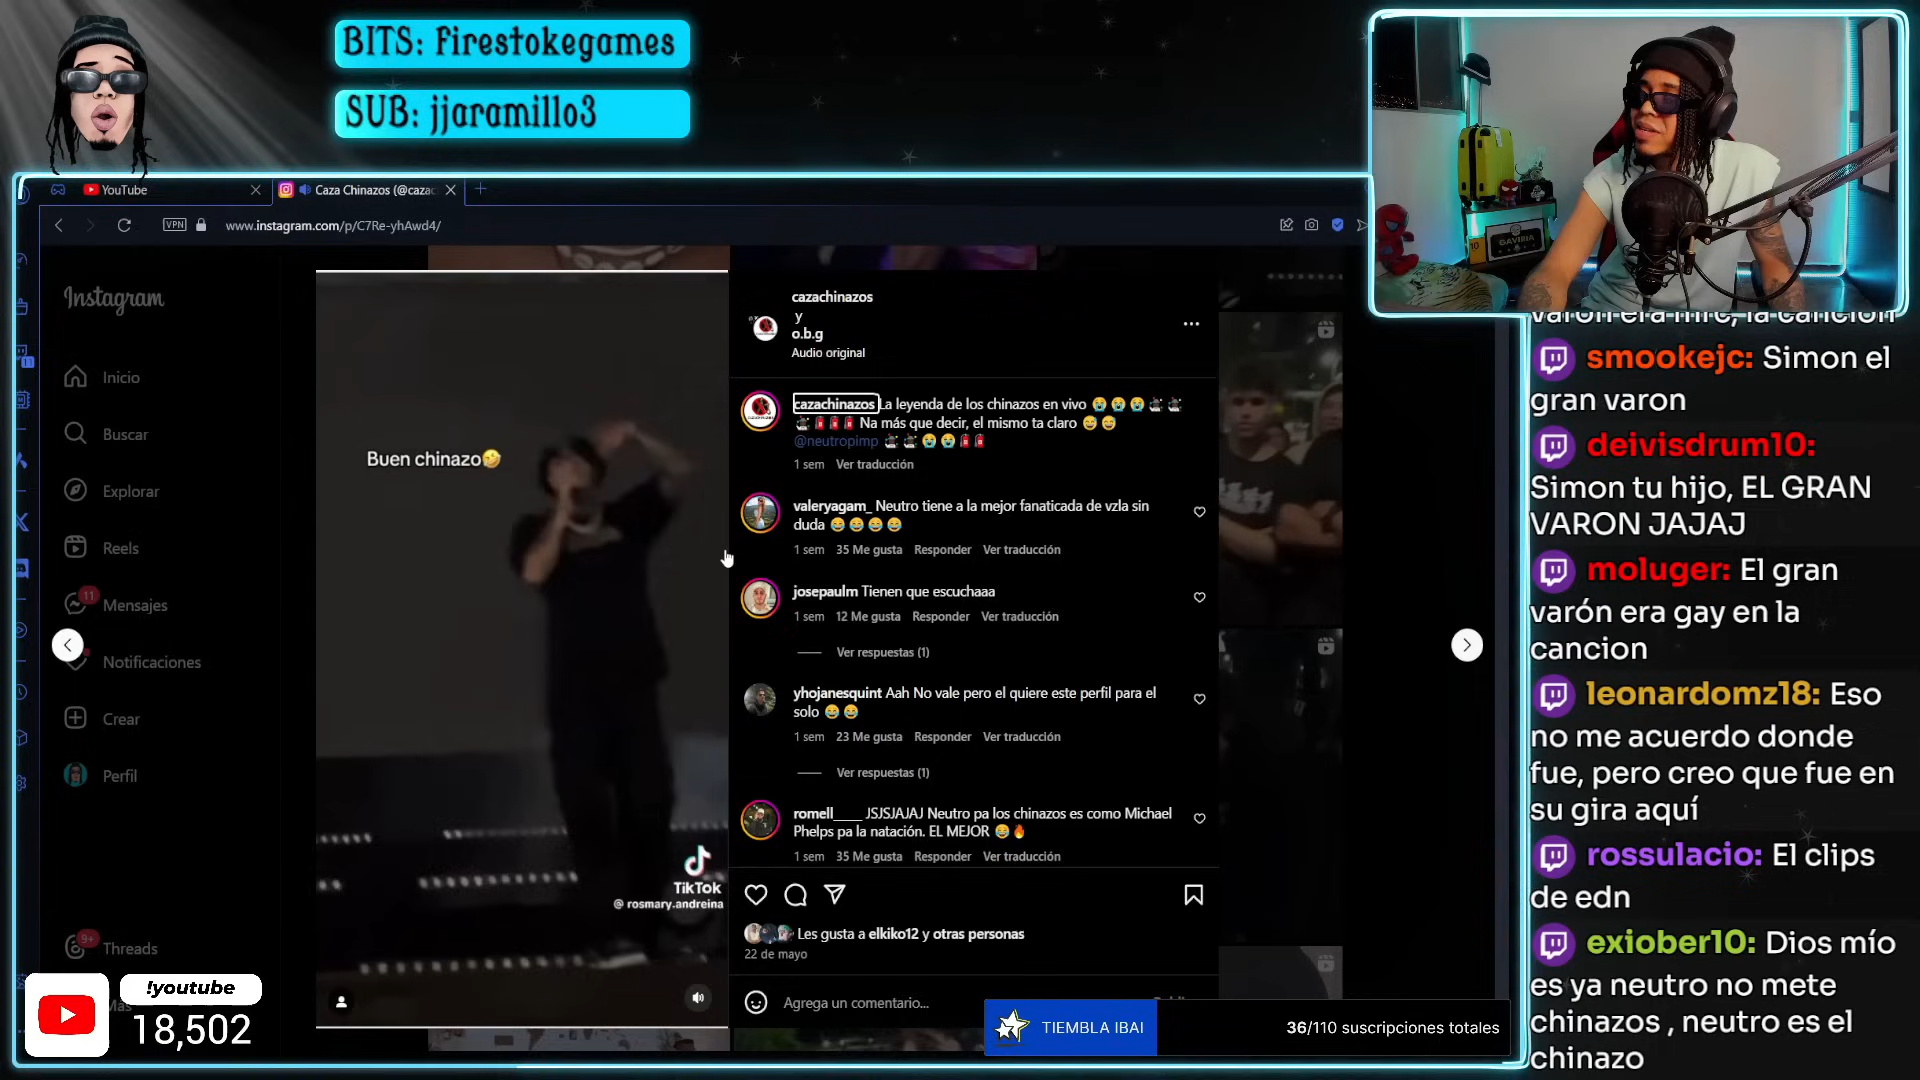 BITS: firestokegames
SUB: jjaramillo3
YouTube
Caza Chinazos (@cazac
VPN
www.instagram.com/p/C7Re-yhAwd4/
Instagram
Inicio
Buscar
Explorar
Reels
11
Mensajes
Notificaciones
Crear
Perfil
9+
Threads
Más
!youtube
18,502
Buen chinazo🤣
TikTok
@ rosmary.andreina
cazachinazos
y
o.b.g
Audio original
cazachinazos La leyenda de los chinazos en vivo 😭😭😭
Na más que decir, el mismo ta claro 😅😅
@neutropimp
1 sem Ver traducción
valeryagam_ Neutro tiene a la mejor fanaticada de vzla sin
duda 😂😂😂😂
1 sem 35 Me gusta Responder Ver traducción
josepaulm Tienen que escuchaaa
1 sem 12 Me gusta Responder Ver traducción
Ver respuestas (1)
yhojanesquint Aah No vale pero el quiere este perfil para el
solo 😂😂
1 sem 23 Me gusta Responder Ver traducción
Ver respuestas (1)
romell____ JSJSJAJAJ Neutro pa los chinazos es como Michael
Phelps pa la natación. EL MEJOR 😂🔥
1 sem 35 Me gusta Responder Ver traducción
Les gusta a elkiko12 y otras personas
22 de mayo
Agrega un comentario...
TIEMBLA IBAI
36/110 suscripciones totales
GAVIRIA
smookejc: Simon el
gran varon
deivisdrum10:
Simon tu hijo, EL GRAN
VARON JAJAJ
moluger: El gran
varón era gay en la
cancion
leonardomz18: Eso
no me acuerdo donde
fue, pero creo que fue en
su gira aquí
rossulacio: El clips
de edn
exiober10: Dios mío
es ya neutro no mete
chinazos , neutro es el
chinazo